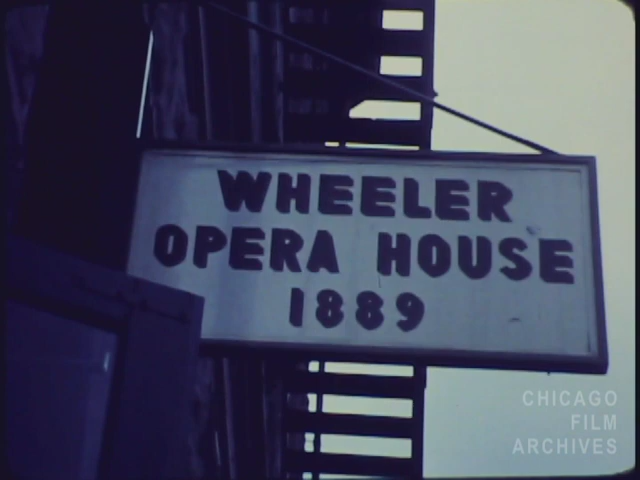 WHEELER
OPERA HOUSE
1889
CHICAGO
FILM
ARCHIVES